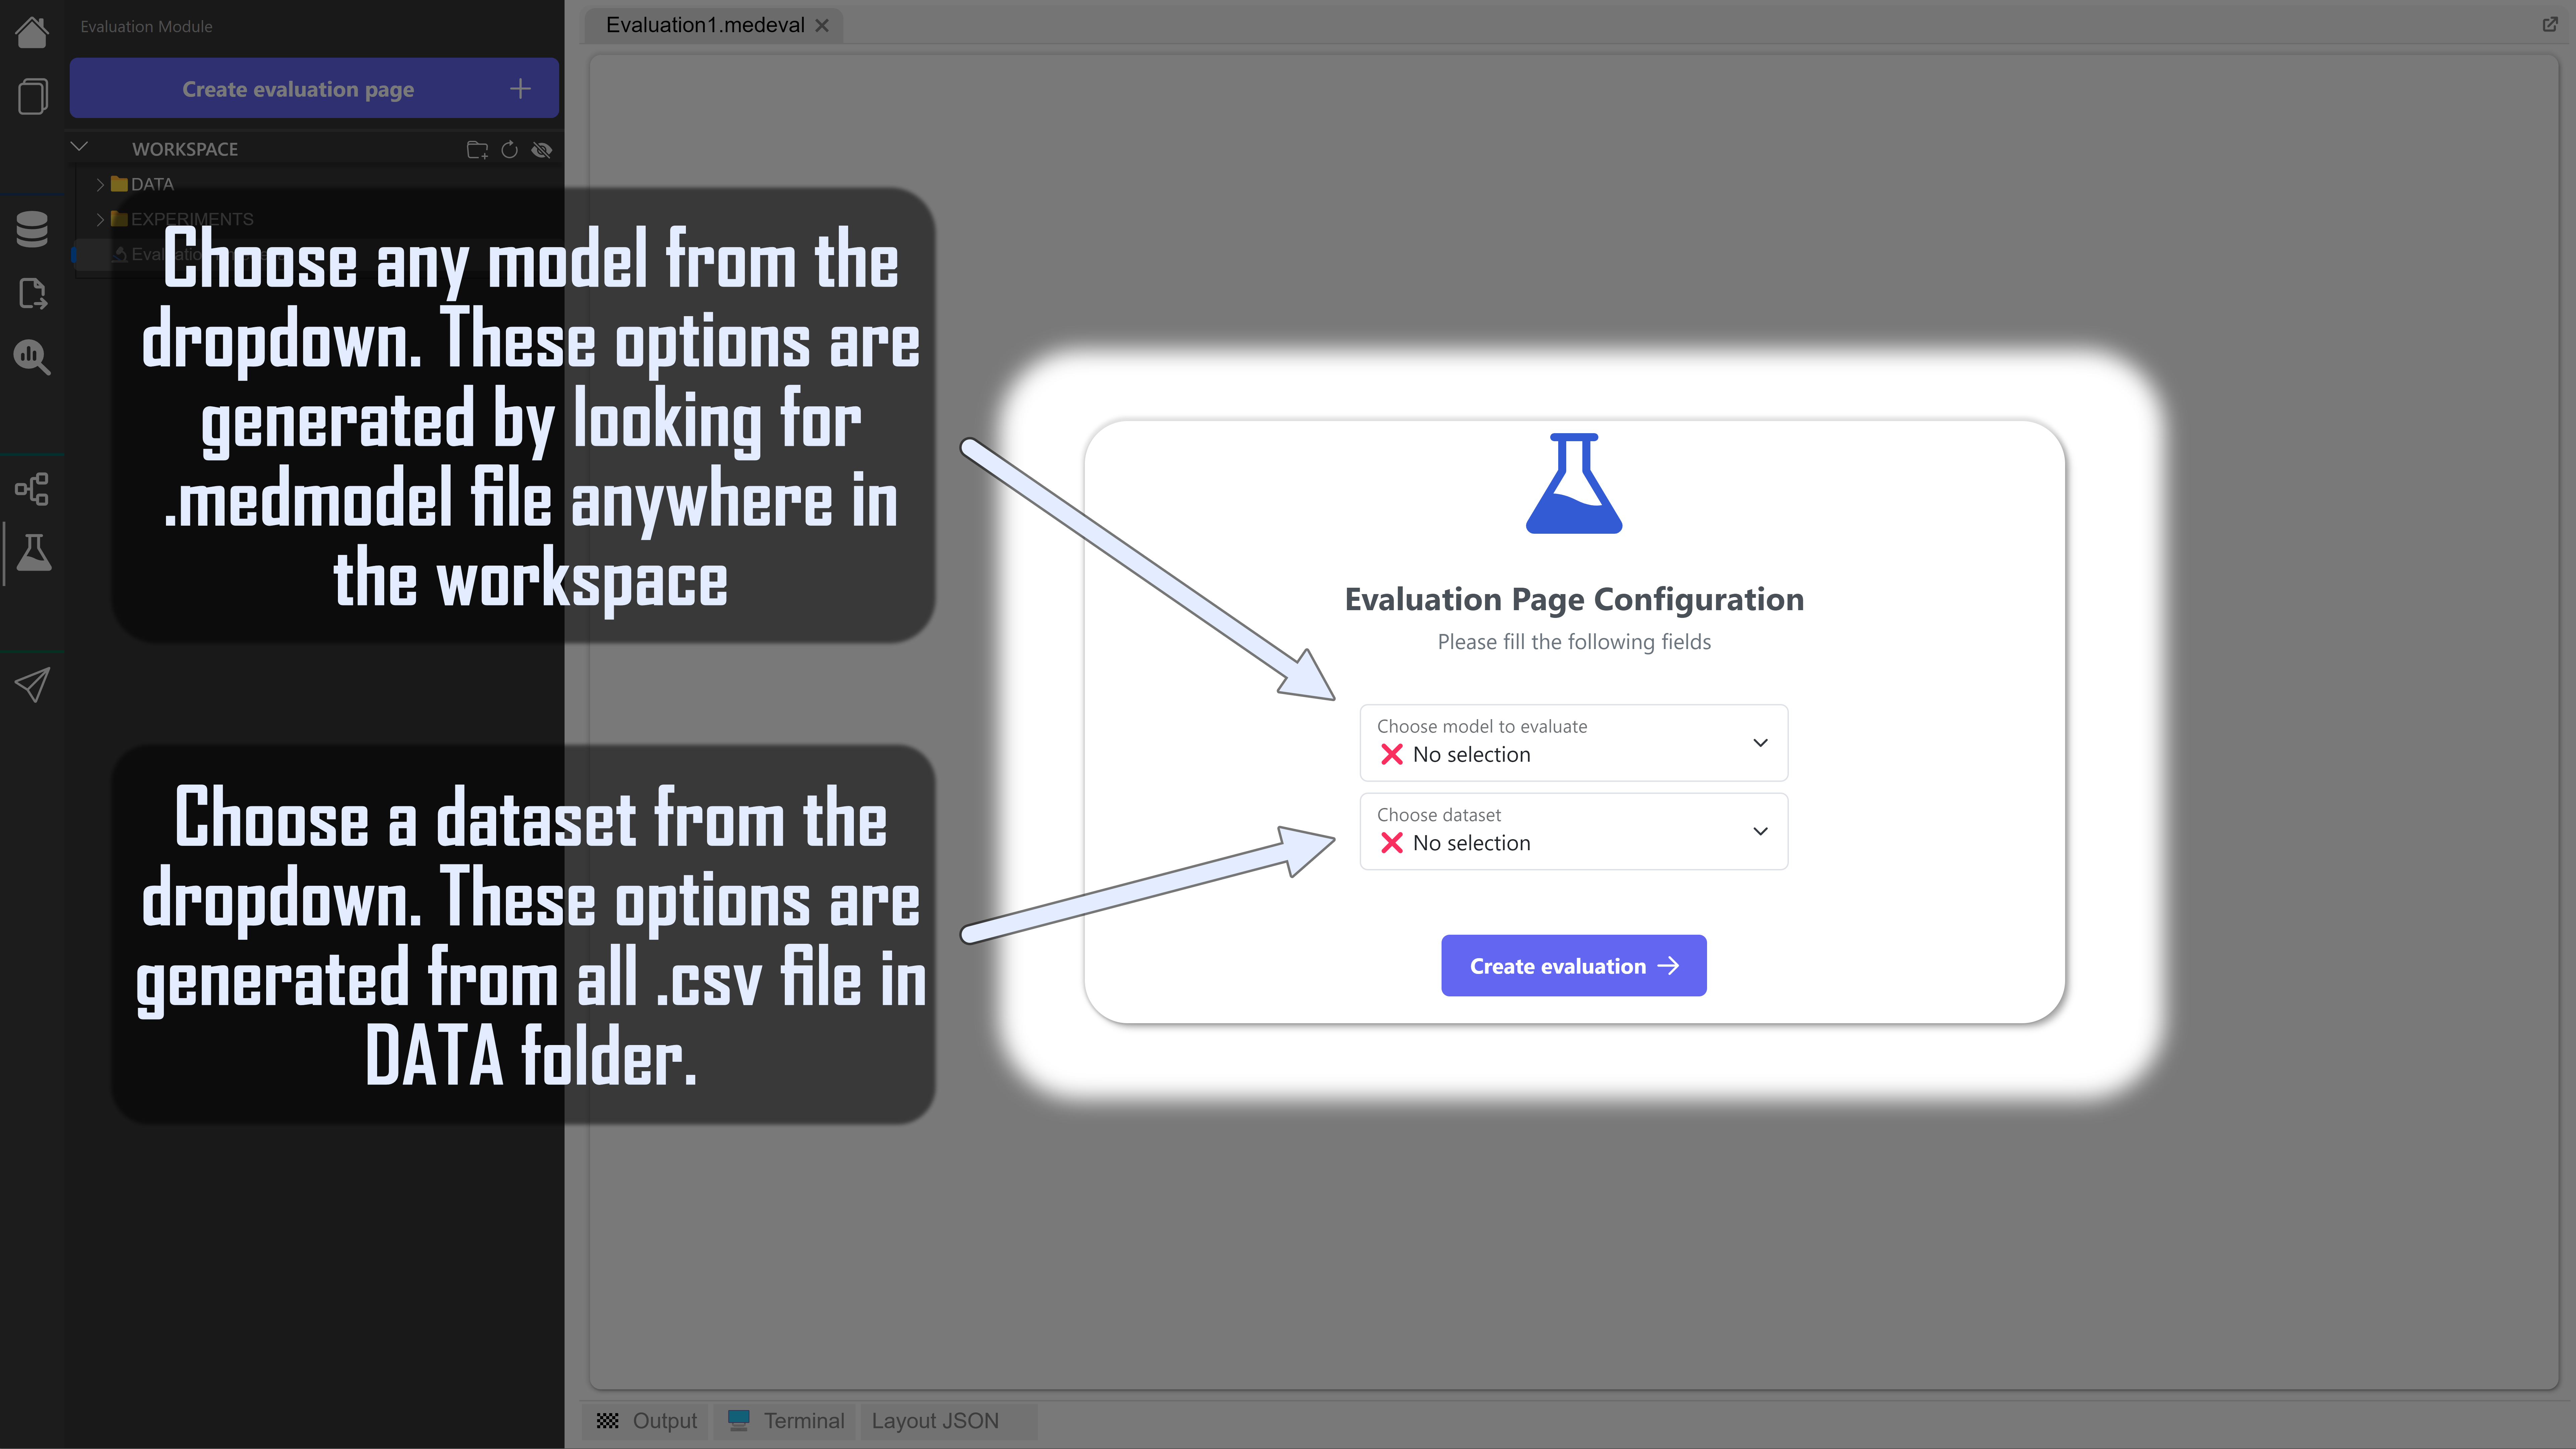 Evaluation Module
Create evaluation page
WORKSPACE
DATA
EXPERIMENTS
Evaluation1.medeval
Choose any model from the
dropdown. These options are
generated by looking for
.medmodel file anywhere in
the workspace
Choose a dataset from the
dropdown. These options are
generated from all .csv file in
DATA folder.
Evaluation Page Configuration
Please fill the following fields
Choose model to evaluate
❌ No selection
Choose dataset
❌ No selection
Create evaluation
Output
Terminal
Layout JSON